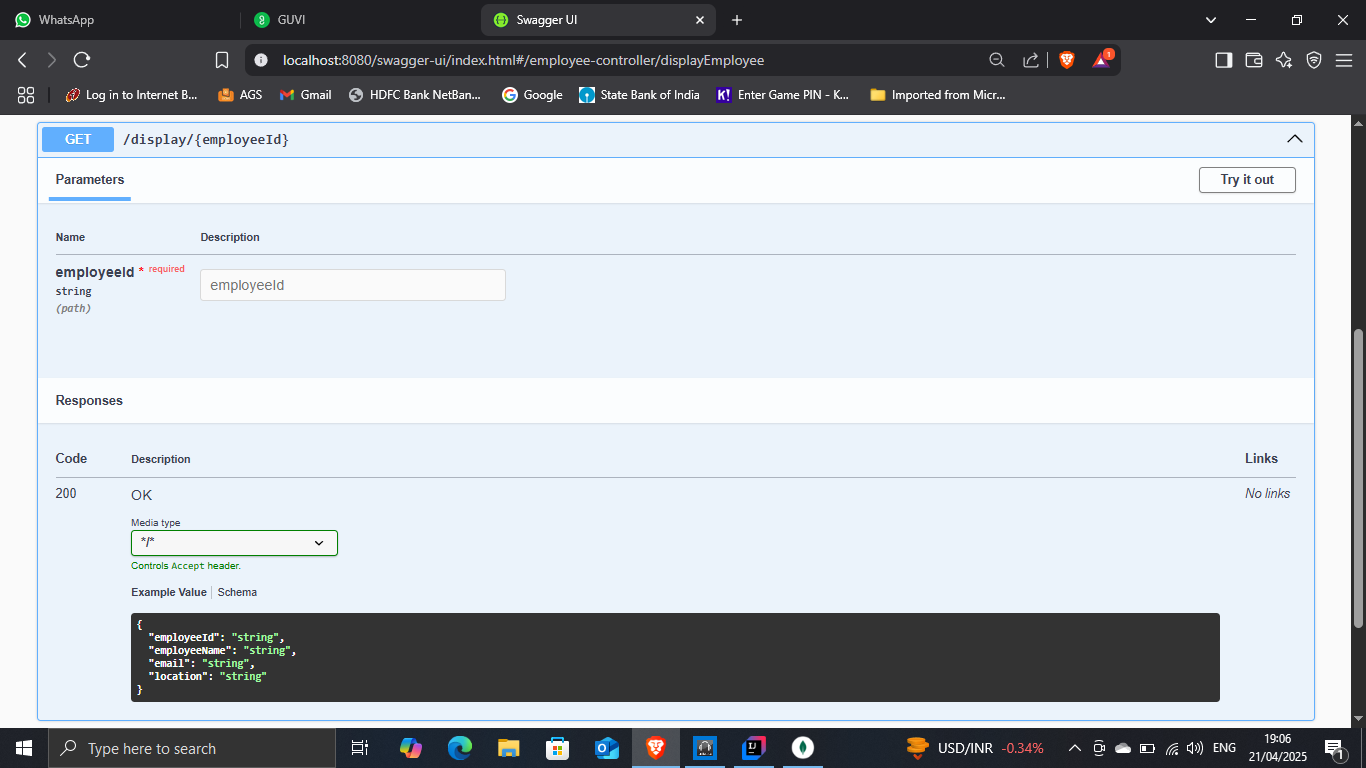 WhatsApp
GUVI
Swagger UI
localhost:8080/swagger-ui/index.html#/employee-controller/displayEmployee
1
Log in to Internet B...
AGS
Gmail
HDFC Bank NetBan...
Google
State Bank of India
K!
Enter Game PIN - K...
Imported from Micr...
GET
/display/{employeeId}
Parameters
Try it out
Name
Description
employeeId * required
string
(path)
employeeId
Responses
Code
Description
Links
200
OK
No links
Media type
*/*
Controls Accept header.
Example Value
Schema
{
"employeeId": "string",
"employeeName": "string",
"email": "string",
"location": "string"
}
Type here to search
USD/INR -0.34%
ENG
19:06
21/04/2025
1